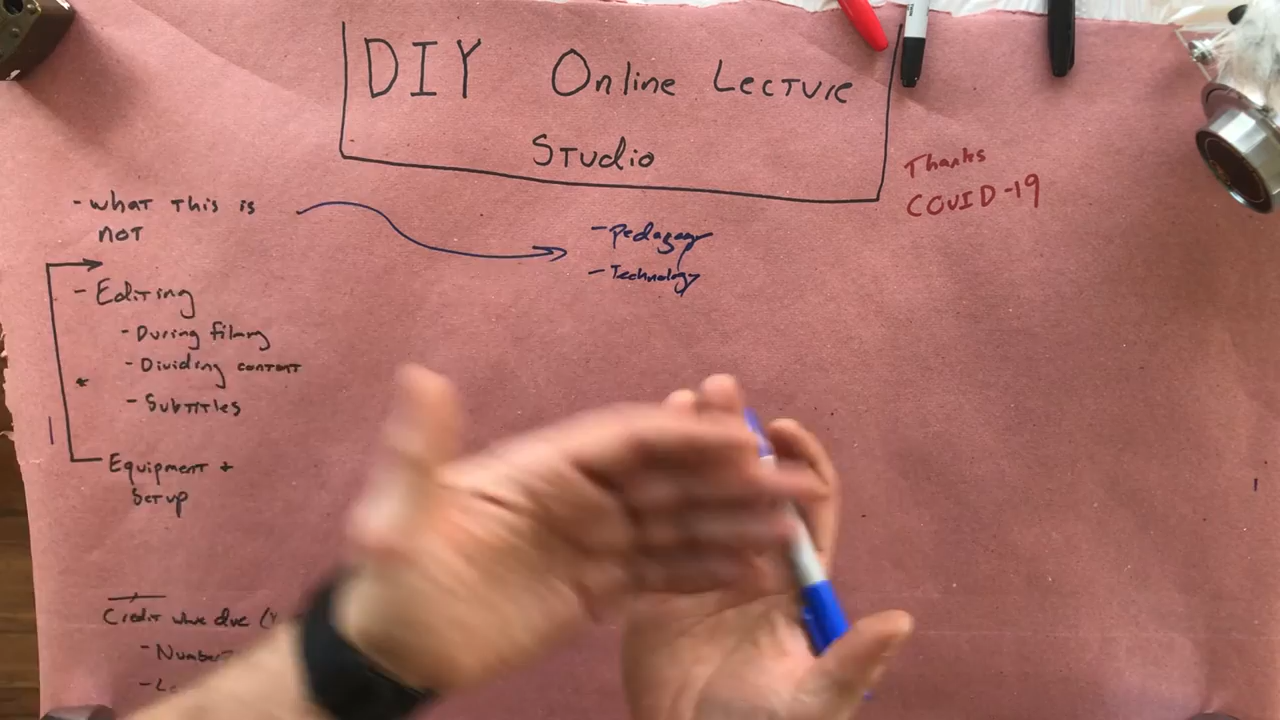 DIY Online Lecture
Studio
Thanks
COVID-19
- What this is
NOT
- Pedagogy
- Technology
- Editing
- During filming
- Dividing content
* - Subtitles
Equipment +
Setup
Credit where due
- Number